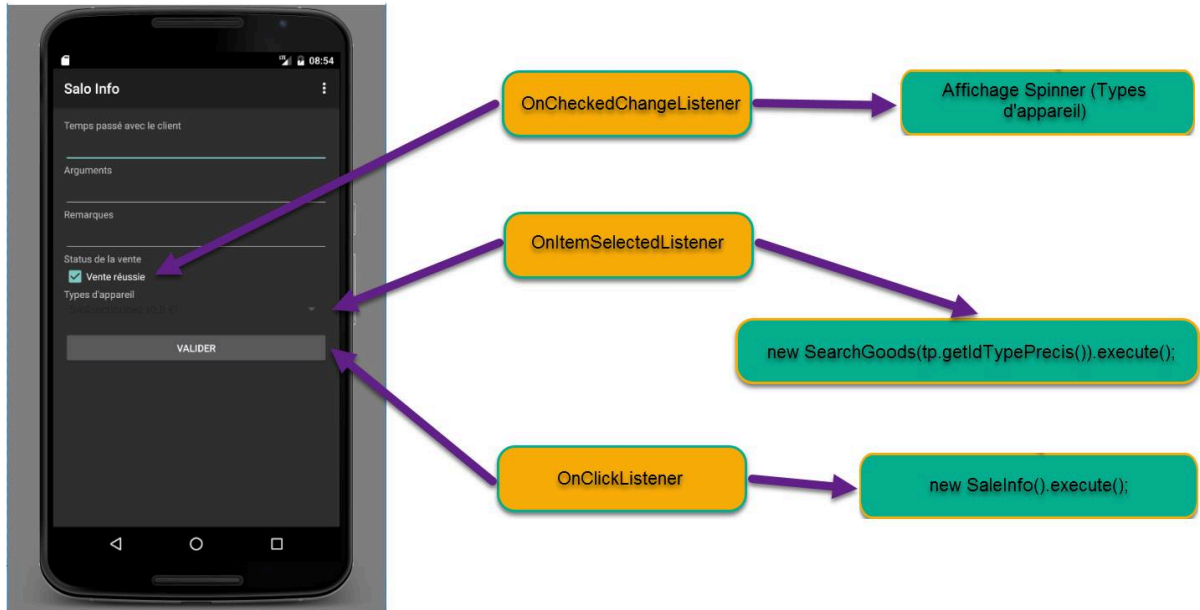 08:54
Salo Info
Temps passé avec le client
Arguments
Remarques
Status de la vente
Vente réussie
Types d'appareil
VALIDER
OnCheckedChangeListener
Affichage Spinner (Types
d'appareil)
OnItemSelectedListener
new SearchGoods(tp.getIdTypePrecis()).execute();
OnClickListener
new SaleInfo().execute();